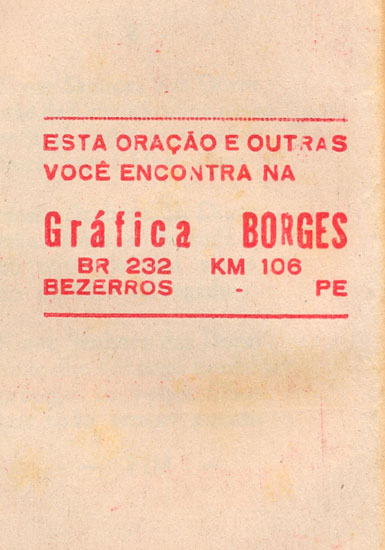 ESTA ORAÇÃO E OUTRAS
VOCÊ ENCONTRA NA
Gráfica BORGES
BR 232 KM 106
BEZERROS - PE